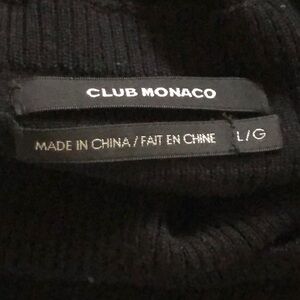 CLUB MONACO
MADE IN CHINA / FAIT EN CHINE L/G